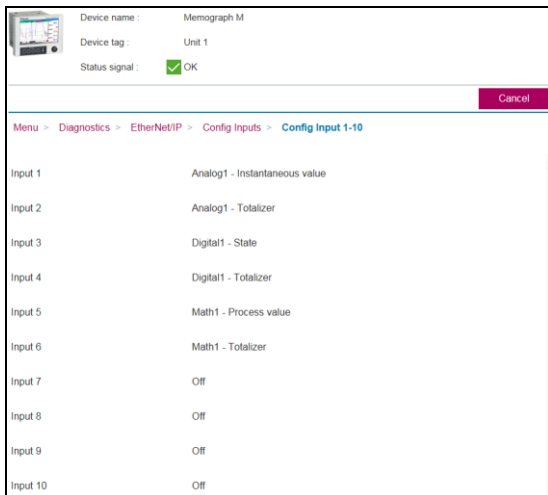 Device name : Memograph M
Device tag : Unit 1
Status signal : OK
Cancel
Menu > Diagnostics > EtherNet/IP > Config Inputs > Config Input 1-10
Input 1 Analog1 - Instantaneous value
Input 2 Analog1 - Totalizer
Input 3 Digital1 - State
Input 4 Digital1 - Totalizer
Input 5 Math1 - Process value
Input 6 Math1 - Totalizer
Input 7 Off
Input 8 Off
Input 9 Off
Input 10 Off